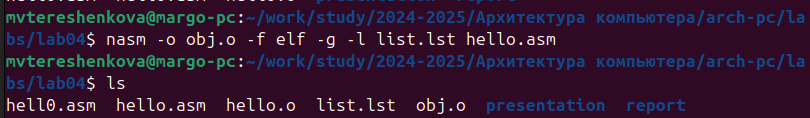 mvtereshenkova@margo-pc:~/work/study/2024-2025/Архитектура компьютера/arch-pc/la
bs/lab04$ nasm -o obj.o -f elf -g -l list.lst hello.asm
mvtereshenkova@margo-pc:~/work/study/2024-2025/Архитектура компьютера/arch-pc/la
bs/lab04$ ls
hell0.asm  hello.asm  hello.o  list.lst  obj.o  presentation  report